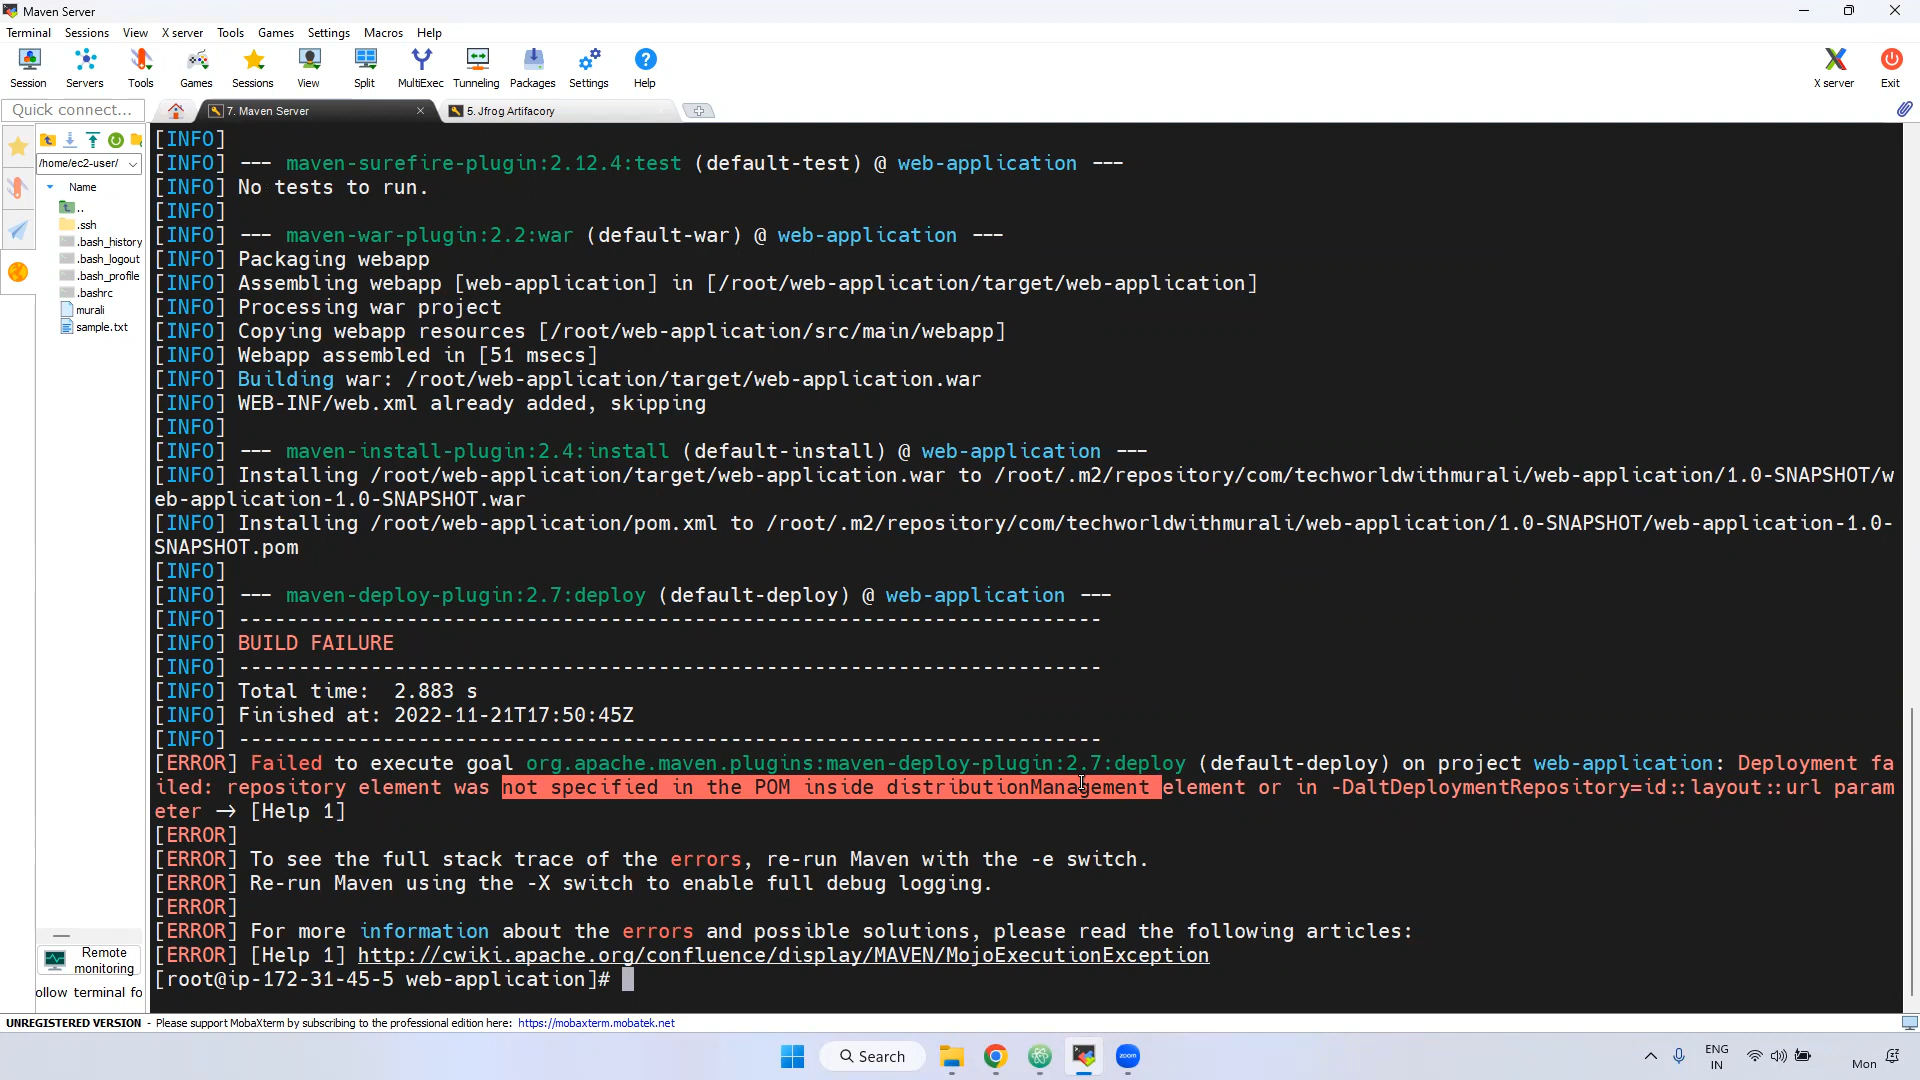 Maven Server
Terminal Sessions View X server Tools Games Settings Macros Help
Session Servers Tools Games Sessions View Split MultiExec Tunneling Packages Settings Help X server Exit
Quick connect... 7. Maven Server 5. Jfrog Artifacory
/home/ec2-user/
Name
..
.ssh
.bash_history
.bash_logout
.bash_profile
.bashrc
murali
sample.txt
Remote
monitoring
ollow terminal fo
[INFO]
[INFO] --- maven-surefire-plugin:2.12.4:test (default-test) @ web-application ---
[INFO] No tests to run.
[INFO]
[INFO] --- maven-war-plugin:2.2:war (default-war) @ web-application ---
[INFO] Packaging webapp
[INFO] Assembling webapp [web-application] in [/root/web-application/target/web-application]
[INFO] Processing war project
[INFO] Copying webapp resources [/root/web-application/src/main/webapp]
[INFO] Webapp assembled in [51 msecs]
[INFO] Building war: /root/web-application/target/web-application.war
[INFO] WEB-INF/web.xml already added, skipping
[INFO]
[INFO] --- maven-install-plugin:2.4:install (default-install) @ web-application ---
[INFO] Installing /root/web-application/target/web-application.war to /root/.m2/repository/com/techworldwithmurali/web-application/1.0-SNAPSHOT/w
eb-application-1.0-SNAPSHOT.war
[INFO] Installing /root/web-application/pom.xml to /root/.m2/repository/com/techworldwithmurali/web-application/1.0-SNAPSHOT/web-application-1.0-
SNAPSHOT.pom
[INFO]
[INFO] --- maven-deploy-plugin:2.7:deploy (default-deploy) @ web-application ---
[INFO] ------------------------------------------------------------------------
[INFO] BUILD FAILURE
[INFO] ------------------------------------------------------------------------
[INFO] Total time:  2.883 s
[INFO] Finished at: 2022-11-21T17:50:45Z
[INFO] ------------------------------------------------------------------------
[ERROR] Failed to execute goal org.apache.maven.plugins:maven-deploy-plugin:2.7:deploy (default-deploy) on project web-application: Deployment fa
iled: repository element was not specified in the POM inside distributionManagement element or in -DaltDeploymentRepository=id::layout::url param
eter -> [Help 1]
[ERROR]
[ERROR] To see the full stack trace of the errors, re-run Maven with the -e switch.
[ERROR] Re-run Maven using the -X switch to enable full debug logging.
[ERROR]
[ERROR] For more information about the errors and possible solutions, please read the following articles:
[ERROR] [Help 1] http://cwiki.apache.org/confluence/display/MAVEN/MojoExecutionException
[root@ip-172-31-45-5 web-application]#
UNREGISTERED VERSION - Please support MobaXterm by subscribing to the professional edition here: https://mobaxterm.mobatek.net
Search
zoom
ENG
IN
Mon